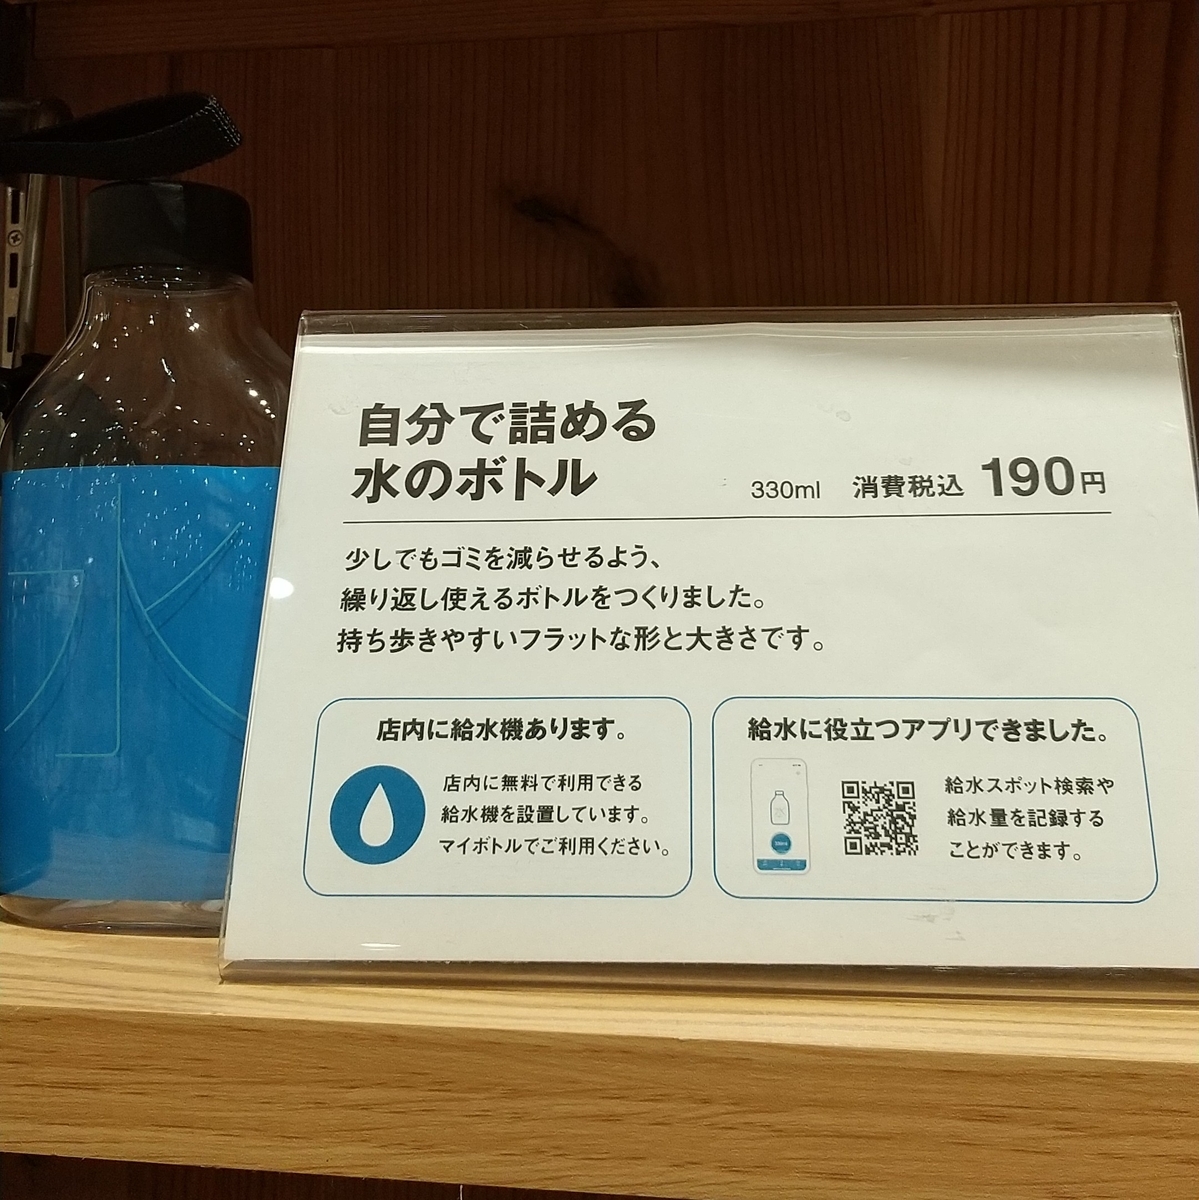 水
自分で詰める
水のボトル
330ml 消費税込 190円
少しでもゴミを減らせるよう、
繰り返し使えるボトルをつくりました。
持ち歩きやすいフラットな形と大きさです。
店内に給水機あります。
店内に無料で利用できる
給水機を設置しています。
マイボトルでご利用ください。
給水に役立つアプリできました。
給水スポット検索や
給水量を記録する
ことができます。